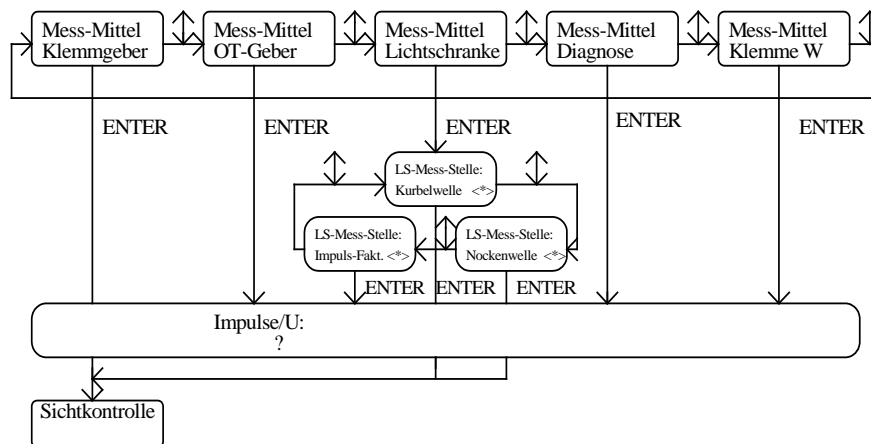 Mess-Mittel
Klemmgeber
Mess-Mittel
OT-Geber
Mess-Mittel
Lichtschranke
Mess-Mittel
Diagnose
Mess-Mittel
Klemme W
ENTER
ENTER
ENTER
ENTER
ENTER
LS-Mess-Stelle:
Kurbelwelle <*>
LS-Mess-Stelle:
Impuls-Fakt. <*>
LS-Mess-Stelle:
Nockenwelle <*>
ENTER
ENTER
ENTER
Impulse/U:
?
Sichtkontrolle